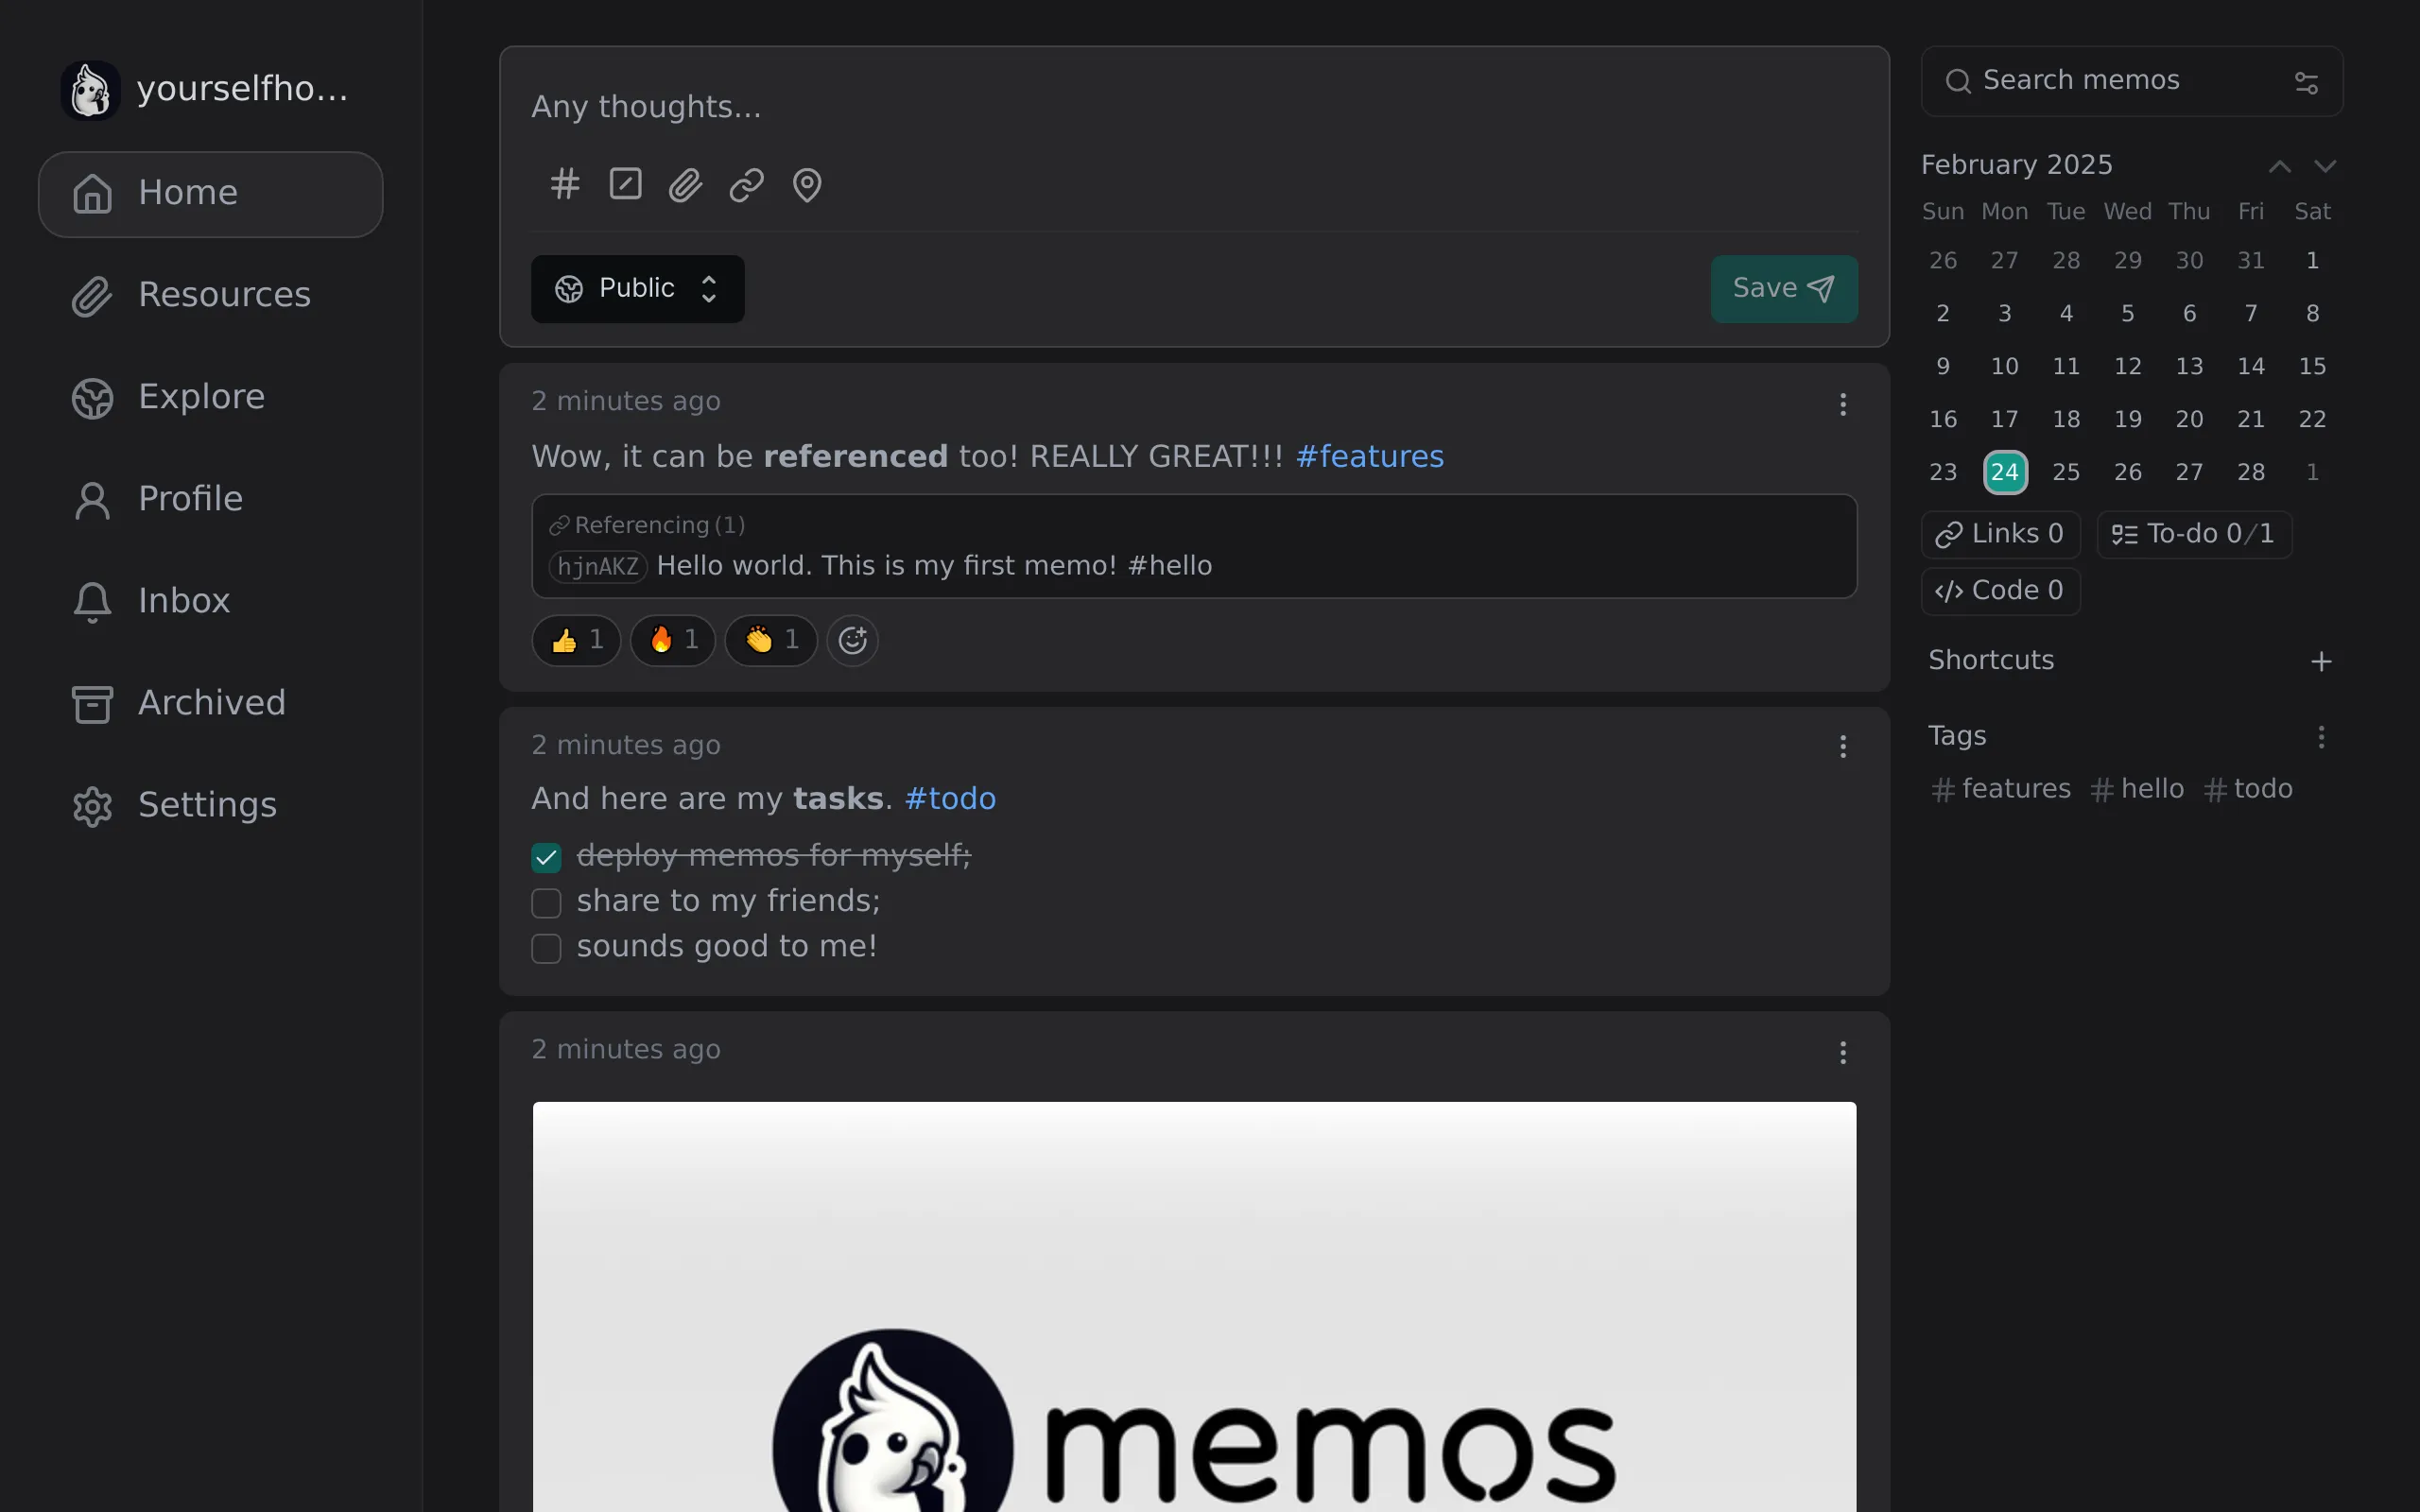 yourselfho...
Home
Resources
Explore
Profile
Inbox
Archived
Settings
Any thoughts...
Public
Save
2 minutes ago
Wow, it can be referenced too! REALLY GREAT!!! #features
Referencing (1)
hjnAKZ Hello world. This is my first memo! #hello
1 1 1
2 minutes ago
And here are my tasks. #todo
deploy memos for myself;
share to my friends;
sounds good to me!
2 minutes ago
memos
Search memos
February 2025
Sun Mon Tue Wed Thu Fri Sat
26 27 28 29 30 31 1
2 3 4 5 6 7 8
9 10 11 12 13 14 15
16 17 18 19 20 21 22
23 24 25 26 27 28 1
Links 0 To-do 0/1
Code 0
Shortcuts
Tags
# features # hello # todo